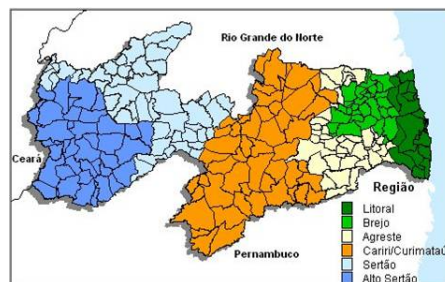 Rio Grande do Norte
Ceará
Pernambuco
Região
Litoral
Brejo
Agreste
Cariri/Curimataú
Sertão
Alto Sertão